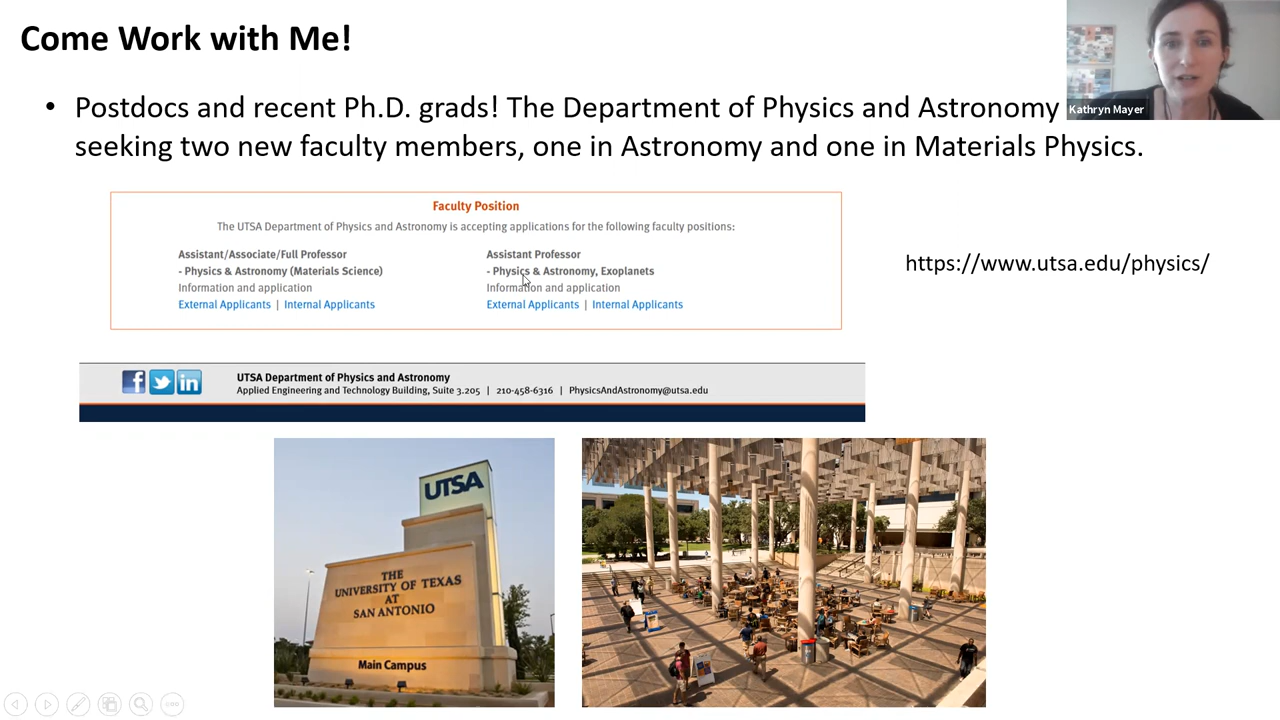 Come Work with Me!
Kathryn Mayer
• Postdocs and recent Ph.D. grads! The Department of Physics and Astronomy
seeking two new faculty members, one in Astronomy and one in Materials Physics.
Faculty Position
The UTSA Department of Physics and Astronomy is accepting applications for the following faculty positions:
Assistant/Associate/Full Professor
- Physics & Astronomy (Materials Science)
Information and application
External Applicants | Internal Applicants
Assistant Professor
- Physics & Astronomy, Exoplanets
Information and application
External Applicants | Internal Applicants
https://www.utsa.edu/physics/
UTSA Department of Physics and Astronomy
Applied Engineering and Technology Building, Suite 3.205 | 210-458-6316 | PhysicsAndAstronomy@utsa.edu
UTSA
THE
UNIVERSITY OF TEXAS
AT
SAN ANTONIO
Main Campus